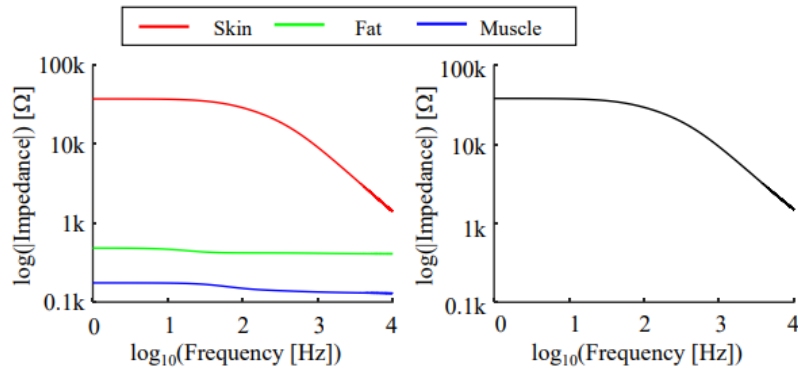 Skin Fat Muscle
log(|Impedance|) [Ω]
100k
10k
1k
0.1k
0 1 2 3 4
log₁₀(Frequency [Hz])
log(|Impedance|) [Ω]
100k
10k
1k
0.1k
0 1 2 3 4
log₁₀(Frequency [Hz])